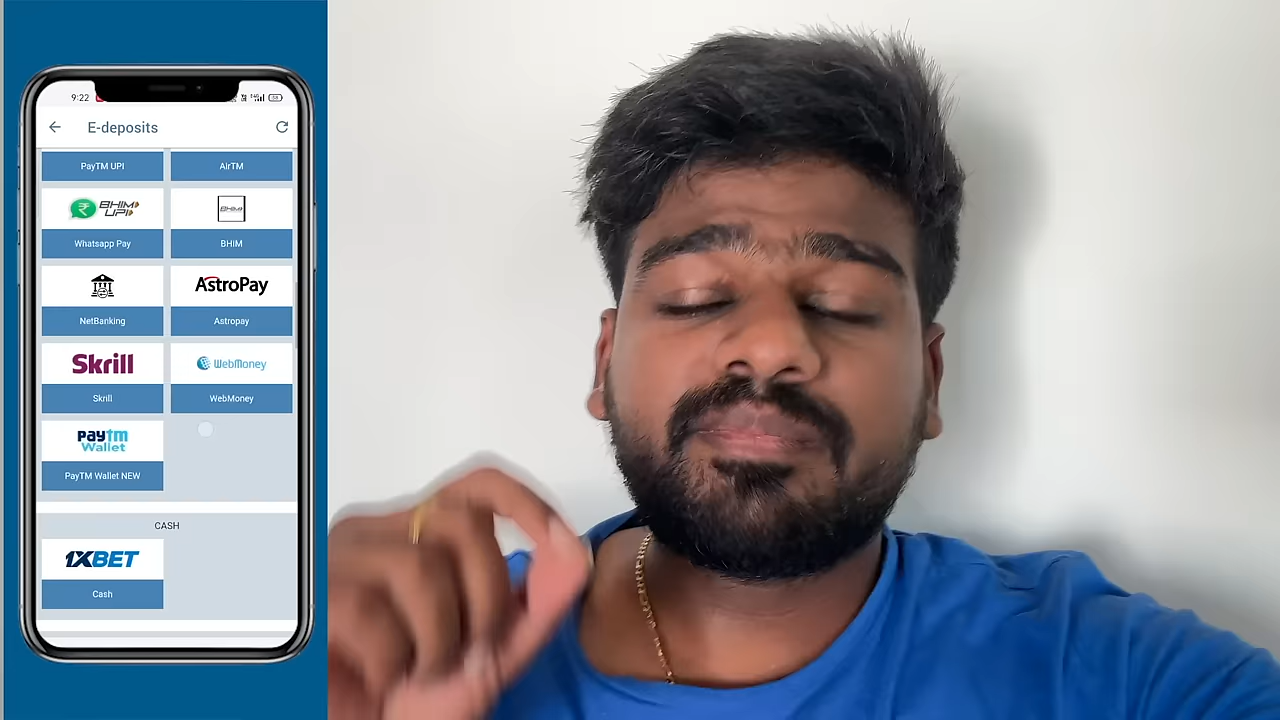 9:22
E-deposits
PayTM UPI
AirTM
BHIM
UPI
BHIM
Whatsapp Pay
BHIM
AstroPay
NetBanking
Astropay
Skrill
WebMoney
Skrill
WebMoney
paytm
Wallet
PayTM Wallet NEW
CASH
1XBET
Cash